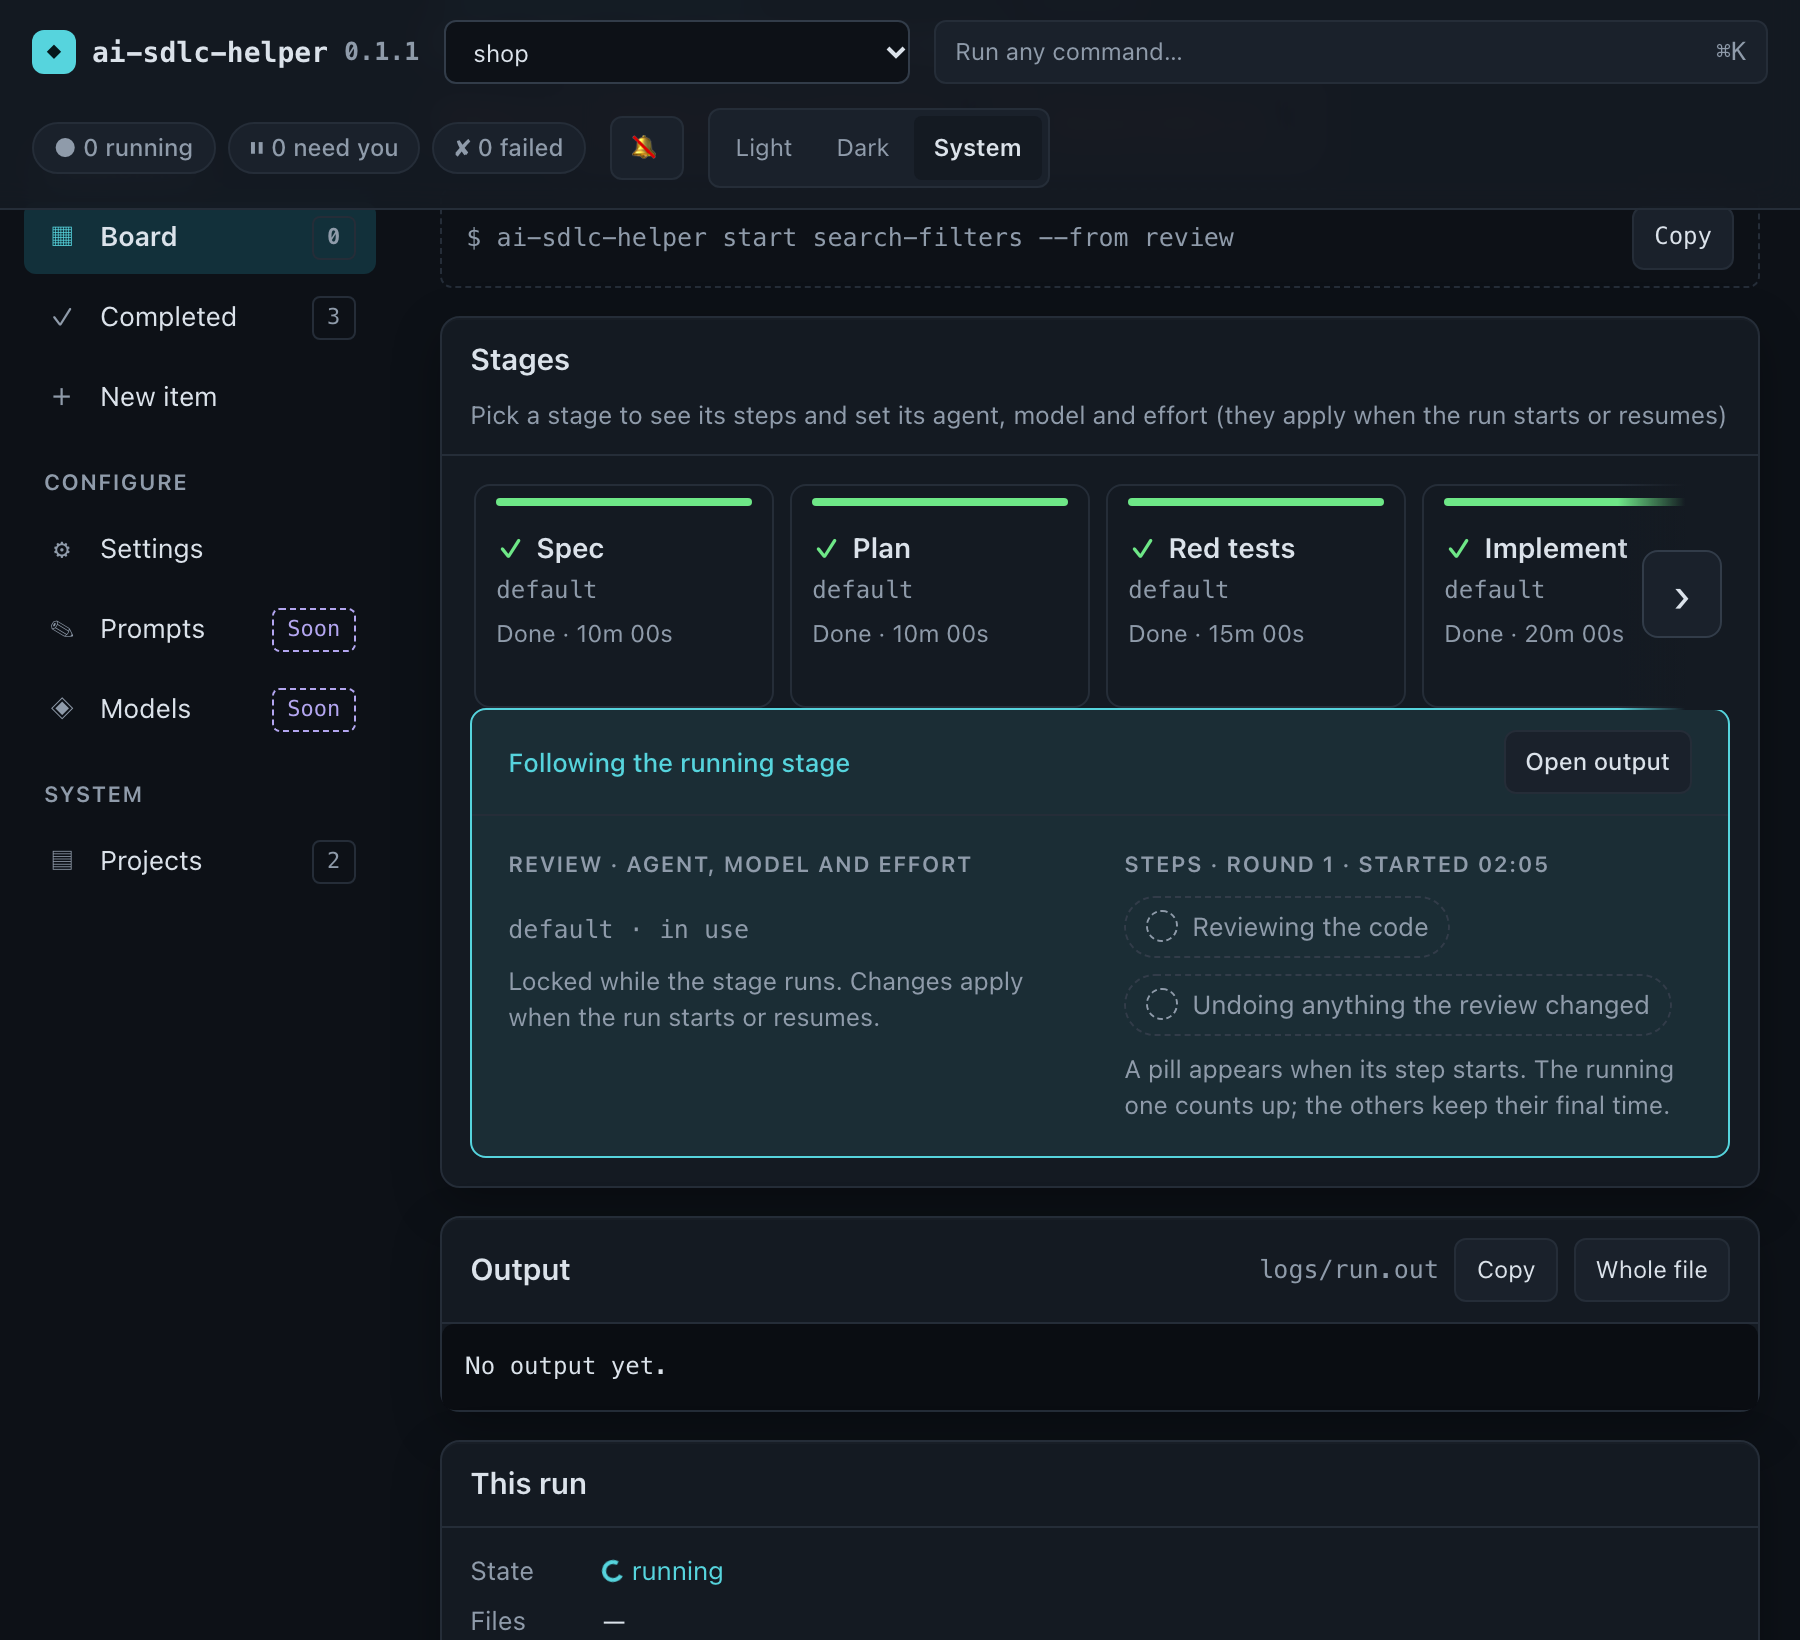 ai-sdlc-helper 0.1.1
shop
Run any command...
⌘K
0 running
0 need you
✘ 0 failed
Light
Dark
System
Board
0
Completed
3
New item
CONFIGURE
Settings
Prompts
Soon
Models
Soon
SYSTEM
Projects
2
$ ai-sdlc-helper start search-filters --from review
Copy
Stages
Pick a stage to see its steps and set its agent, model and effort (they apply when the run starts or resumes)
✓ Spec
default
Done · 10m 00s
✓ Plan
default
Done · 10m 00s
✓ Red tests
default
Done · 15m 00s
✓ Implement
default
Done · 20m 00s
›
Following the running stage
Open output
REVIEW · AGENT, MODEL AND EFFORT
default · in use
Locked while the stage runs. Changes apply
when the run starts or resumes.
STEPS · ROUND 1 · STARTED 02:05
Reviewing the code
Undoing anything the review changed
A pill appears when its step starts. The running
one counts up; the others keep their final time.
Output
logs/run.out
Copy
Whole file
No output yet.
This run
State
running
Files
—